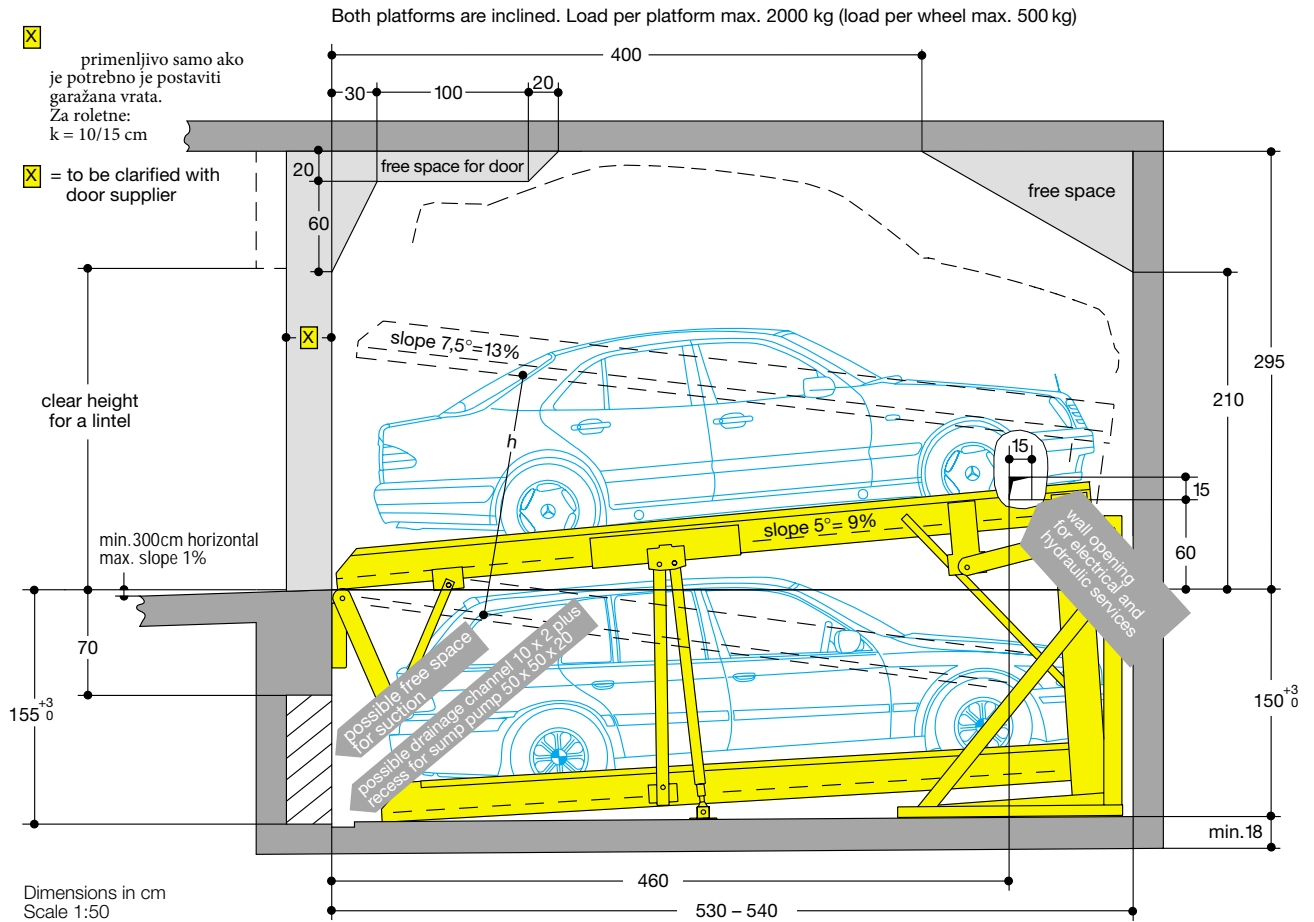 Both platforms are inclined. Load per platform max. 2000 kg (load per wheel max. 500 kg)
X
primenljivo samo ako
je potrebno je postaviti
garažana vrata.
Za roletne:
k = 10/15 cm
X = to be clarified with
door supplier
400
30
100
20
20
free space for door
free space
60
X
slope 7,5°=13%
295
210
clear height
for a lintel
h
15
15
slope 5°= 9%
min.300cm horizontal
max. slope 1%
60
wall opening
for electrical and
hydraulic services
70
155 +3 0
possible free space
for suction
possible drainage channel 10 x 2 plus
recess for sump pump 50 x 50 x 20
150 +3 0
min.18
460
530 – 540
Dimensions in cm
Scale 1:50